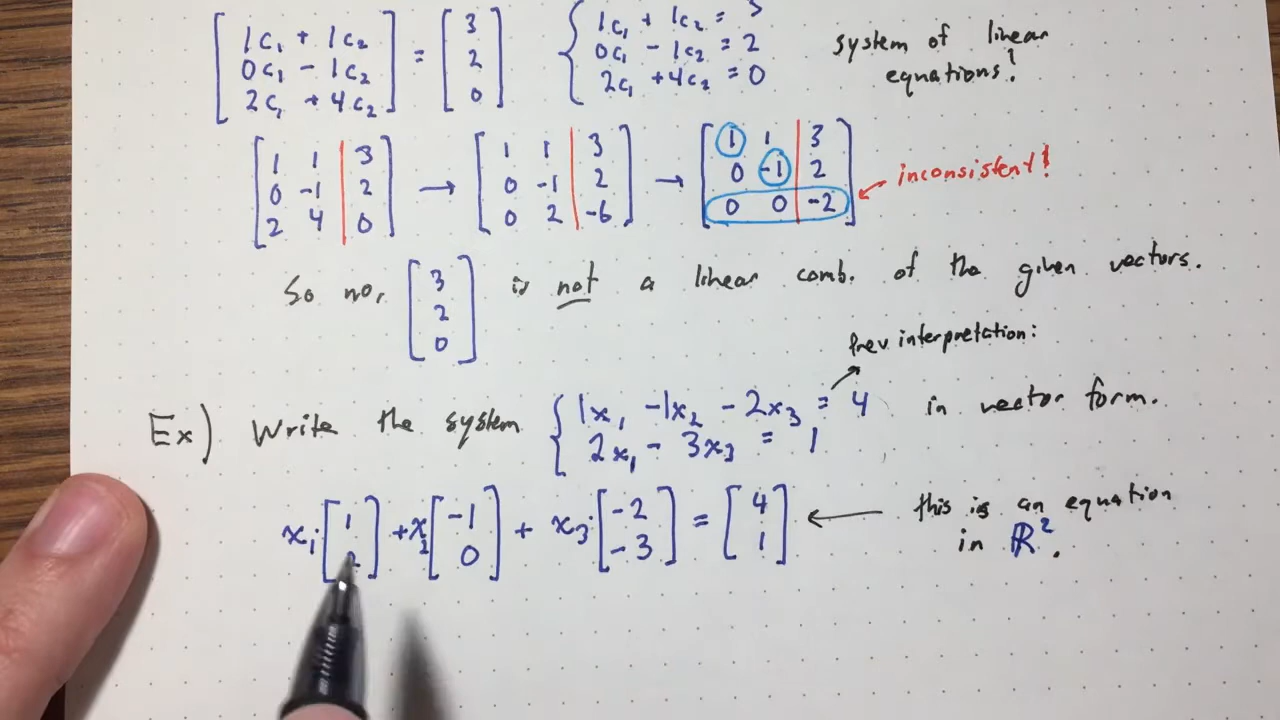 [1c₁ + 1c₂; 0c₁ - 1c₂; 2c₁ + 4c₂] = [3; 2; 0]
{1c₁ + 1c₂ =
0c₁ - 1c₂ = 2
2c₁ + 4c₂ = 0
system of linear
equations!
[1 1 | 3; 0 -1 | 2; 2 4 | 0] → [1 1 | 3; 0 -1 | 2; 0 2 | -6] → [1 1 | 3; 0 -1 | 2; 0 0 | -2]
inconsistent!
So no, [3; 2; 0] is not a linear comb. of the given vectors.
Prev interpretation:
Ex) Write the system {1x₁ - 1x₂ - 2x₃ = 4
2x₁ - 3x₃ = 1
in vector form.
x₁[1; 2] + x₂[-1; 0] + x₃[-2; -3] = [4; 1] ← this is an equation
in ℝ².